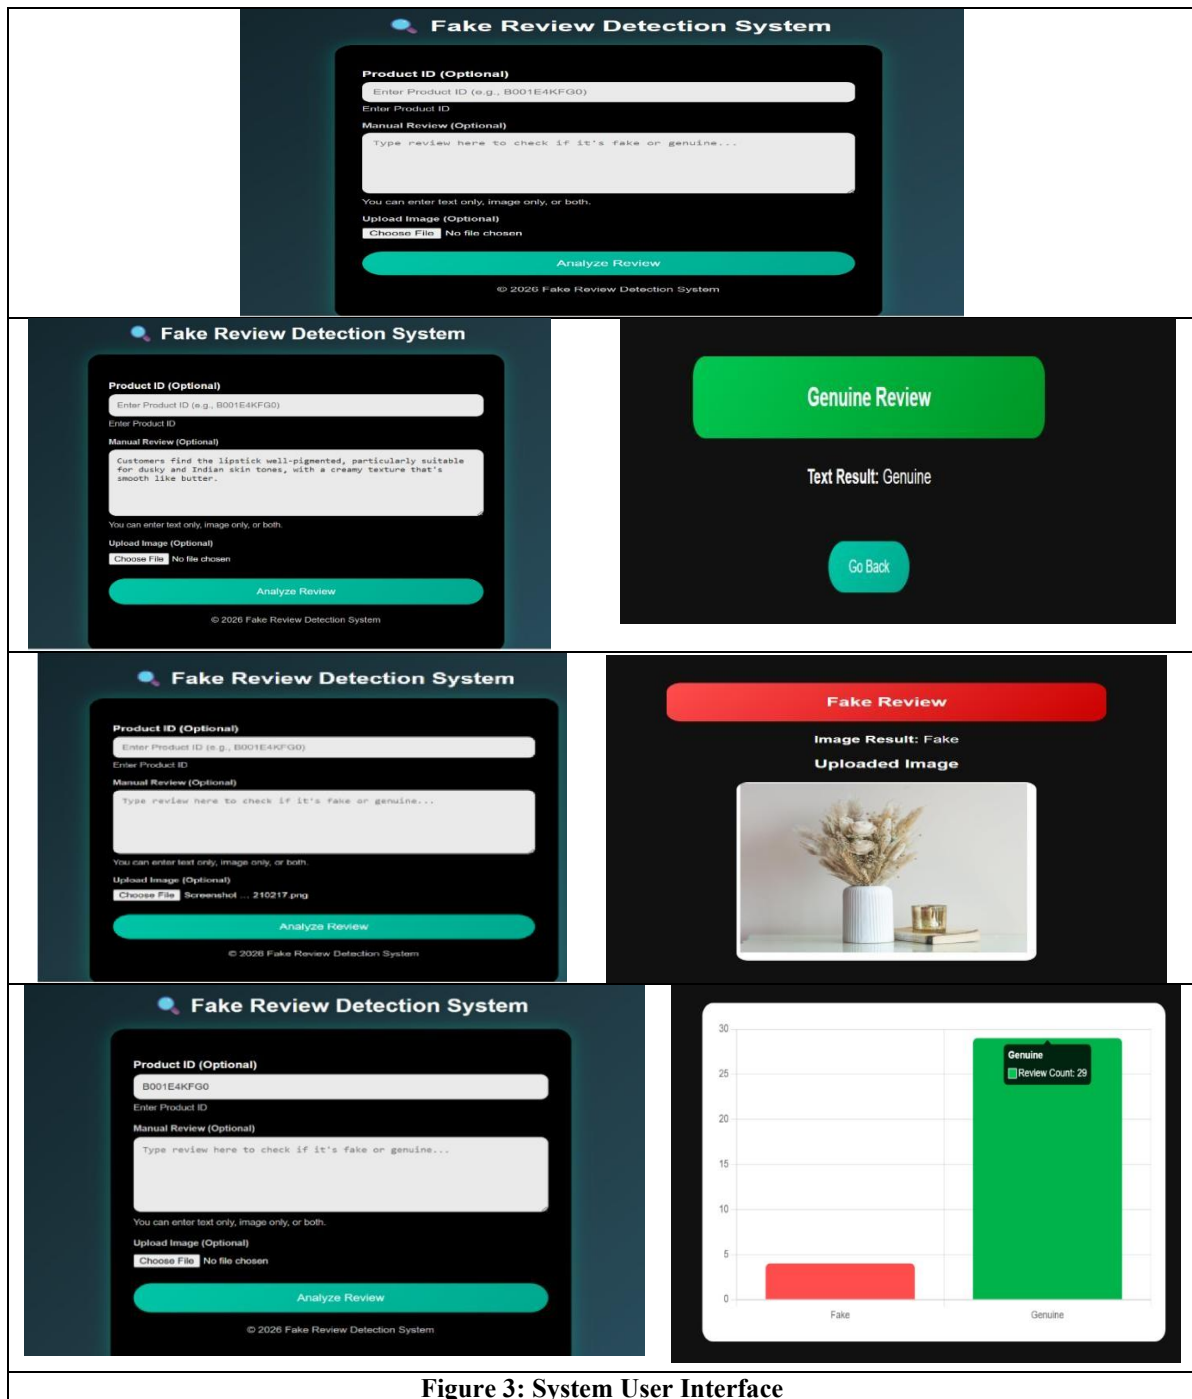 Fake Review Detection System
Product ID (Optional)
Enter Product ID (e.g., B001E4KFG0)
Enter Product ID
Manual Review (Optional)
Type review here to check if it's fake or genuine...
You can enter text only, image only, or both.
Upload Image (Optional)
Choose File No file chosen
Analyze Review
© 2026 Fake Review Detection System
Fake Review Detection System
Product ID (Optional)
Enter Product ID (e.g., B001E4KFG0)
Enter Product ID
Manual Review (Optional)
Customers find the lipstick well-pigmented, particularly suitable
for dusky and Indian skin tones, with a creamy texture that's
smooth like butter.
You can enter text only, image only, or both.
Upload Image (Optional)
Choose File No file chosen
Analyze Review
© 2026 Fake Review Detection System
Genuine Review
Text Result: Genuine
Go Back
Fake Review Detection System
Product ID (Optional)
Enter Product ID (e.g., B001E4KFG0)
Enter Product ID
Manual Review (Optional)
Type review here to check if it's fake or genuine...
You can enter text only, image only, or both.
Upload Image (Optional)
Choose File Screenshot ... 210217.png
Analyze Review
© 2026 Fake Review Detection System
Fake Review
Image Result: Fake
Uploaded Image
Fake Review Detection System
Product ID (Optional)
B001E4KFG0
Enter Product ID
Manual Review (Optional)
Type review here to check if it's fake or genuine...
You can enter text only, image only, or both.
Upload Image (Optional)
Choose File No file chosen
Analyze Review
© 2026 Fake Review Detection System
30
25
20
15
10
5
0
Genuine
Review Count: 29
Fake
Genuine
Figure 3: System User Interface